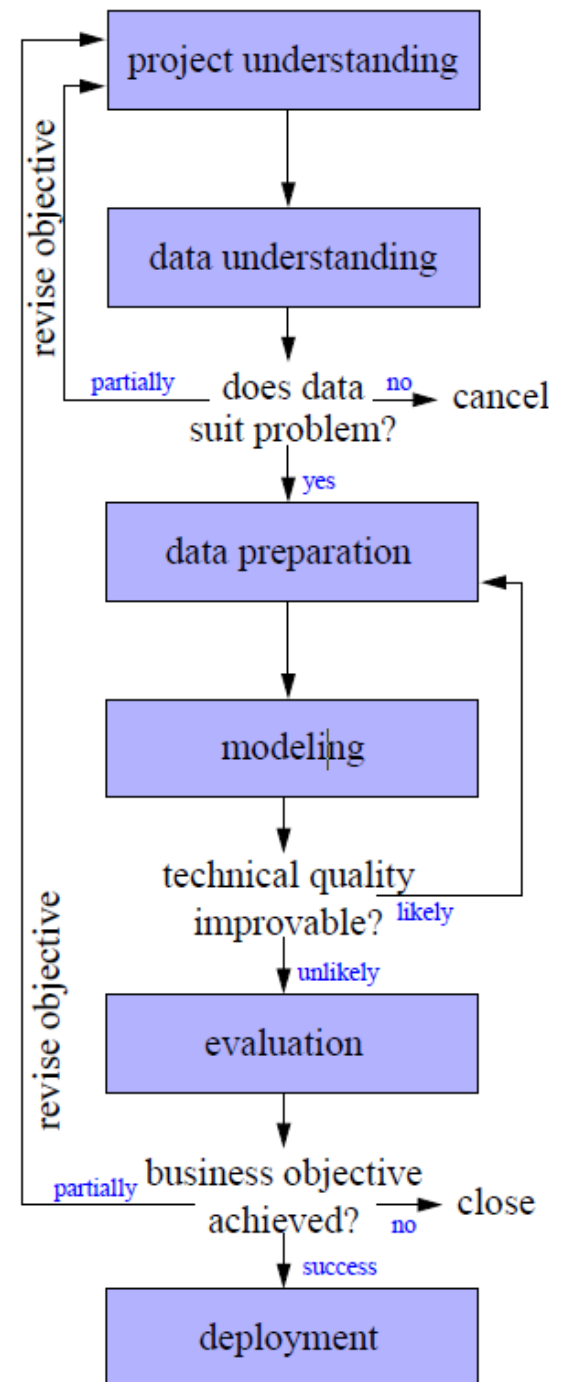 project understanding
revise objective
data understanding
partially
does data
no
cancel
suit problem?
yes
data preparation
modeling
technical quality
improvable?
likely
unlikely
revise objective
evaluation
partially
business objective
achieved?
no
close
success
deployment